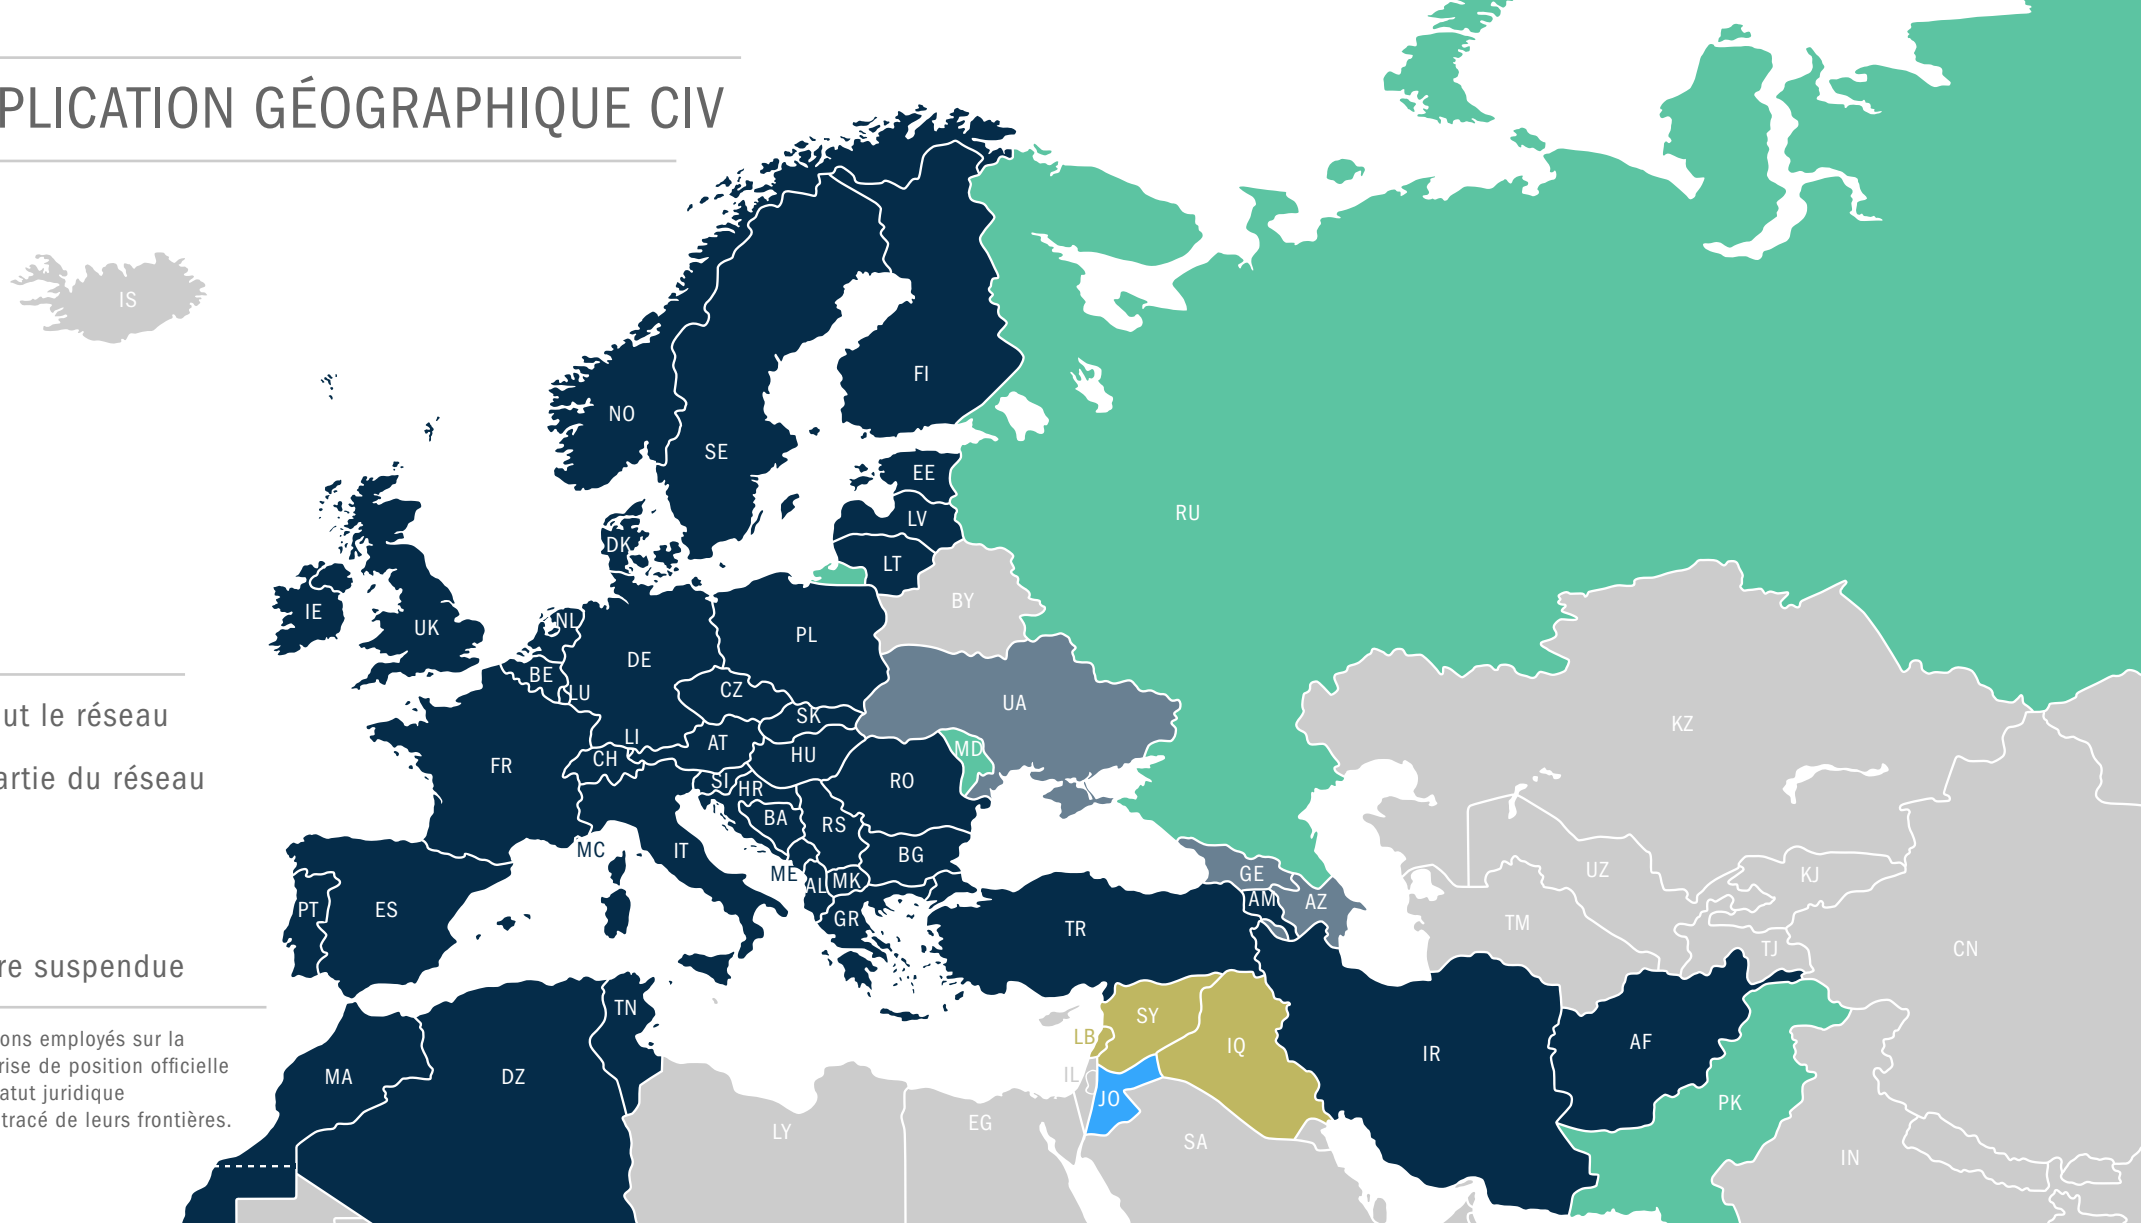 PLICATION GÉOGRAPHIQUE CIV
IS
FI
NO
SE
EE
RU
LV
DK
LT
BY
IE
NL
UK
PL
DE
BE
CZ
LU
UA
SK
ut le réseau
KZ
LI
AT
MD
HU
CH
FR
artie du réseau
SI
RO
HR
BA
RS
MC
IT
BG
UZ
ME
GE
KJ
AL
MK
AM
AZ
PT
ES
GR
TM
TR
TJ
CN
re suspendue
TN
SY
ons employés sur la
LB
IQ
AF
IR
rise de position officielle
MA
DZ
IL
atut juridique
JO
PK
tracé de leurs frontières.
EG
LY
SA
IN